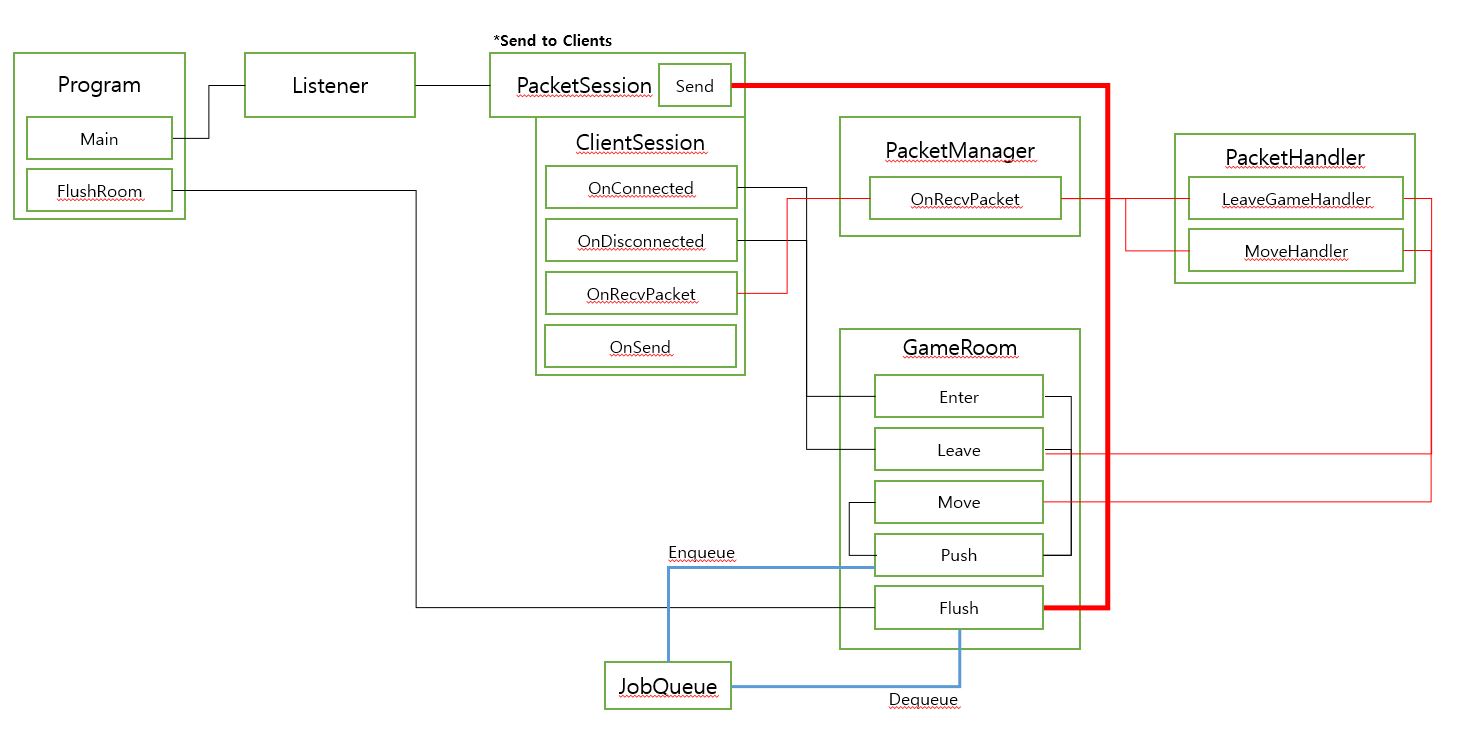 *Send to Clients
Program
Main
FlushRoom
Listener
PacketSession
Send
ClientSession
OnConnected
OnDisconnected
OnRecvPacket
OnSend
PacketManager
OnRecvPacket
PacketHandler
LeaveGameHandler
MoveHandler
GameRoom
Enter
Leave
Move
Push
Flush
Enqueue
JobQueue
Dequeue